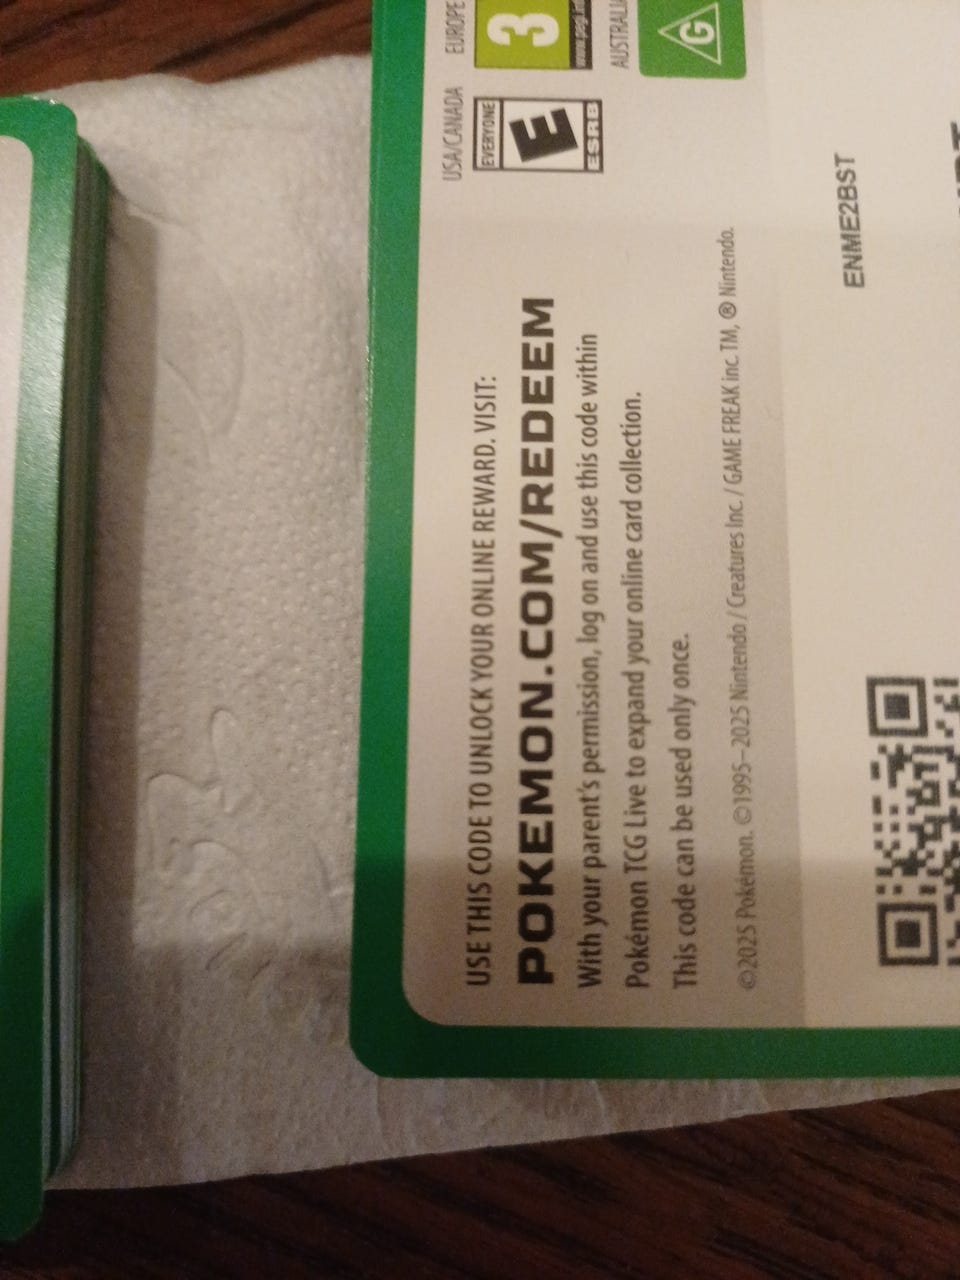 USE THIS CODE TO UNLOCK YOUR ONLINE REWARD. VISIT:
POKEMON.COM/REDEEM
With your parent's permission, log on and use this code within
Pokémon TCG Live to expand your online card collection.
This code can be used only once.
©2025 Pokémon. ©1995–2025 Nintendo / Creatures Inc. / GAME FREAK inc. TM, ® Nintendo.
USA/CANADA
EVERYONE
E
ESRB
EUROPE
3
AUSTRALIA
G
ENME2BST